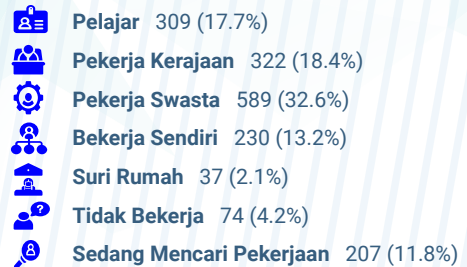 Pelajar 309 (17.7%)
Pekerja Kerajaan 322 (18.4%)
Pekerja Swasta 589 (32.6%)
Bekerja Sendiri 230 (13.2%)
Suri Rumah 37 (2.1%)
Tidak Bekerja 74 (4.2%)
Sedang Mencari Pekerjaan 207 (11.8%)